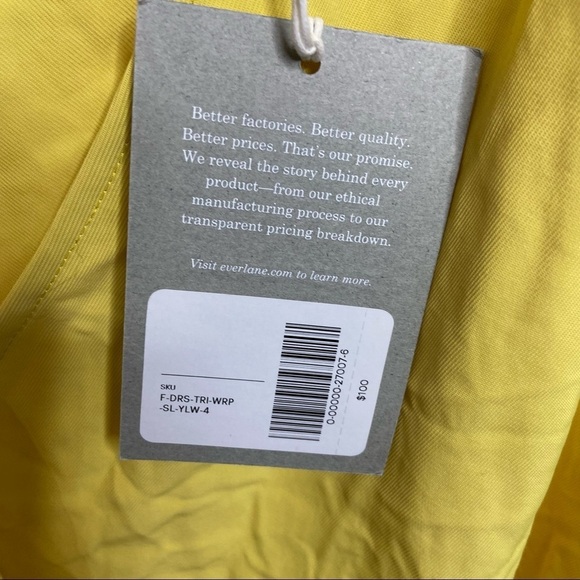 Better factories. Better quality.
Better prices. That's our promise.
We reveal the story behind every
product—from our ethical
manufacturing process to our
transparent pricing breakdown.
Visit everlane.com to learn more.
SKU
F-DRS-TRI-WRP
-SL-YLW-4
0-00000-27007-6
$100